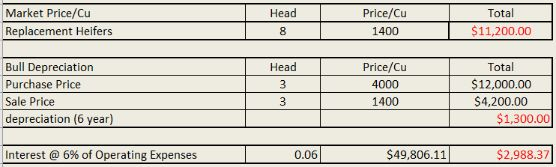 Market Price/Cu Head Price/Cu Total
Replacement Heifers 8 1400 $11,200.00
Bull Depreciation Head Price/Cu Total
Purchase Price 3 4000 $12,000.00
Sale Price 3 1400 $4,200.00
depreciation (6 year) $1,300.00
Interest @ 6% of Operating Expenses 0.06 $49,806.11 $2,988.37